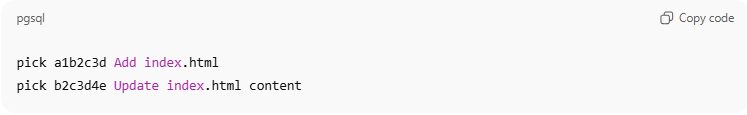 pgsql
Copy code
pick a1b2c3d Add index.html
pick b2c3d4e Update index.html content